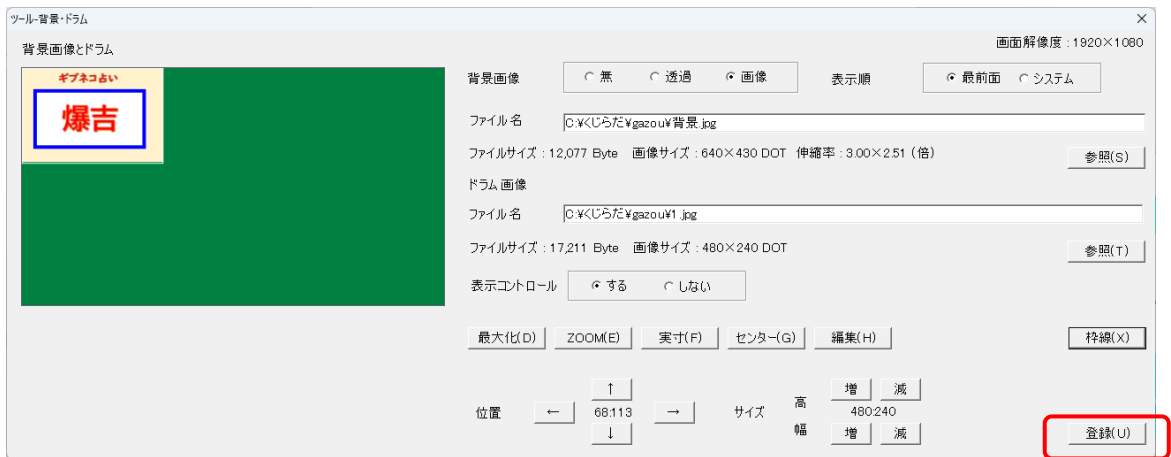 ツール-背景・ドラム
×
背景画像とドラム
画面解像度 : 1920×1080
ギブネコ占い
爆吉
背景画像 無 透過 画像 表示順 最前面 システム
ファイル名 C:¥くじらだ¥gazou¥背景.jpg
ファイルサイズ : 12,077 Byte 画像サイズ : 640×430 DOT 伸縮率 : 3.00×2.51 (倍)
参照(S)
ドラム画像
ファイル名 C:¥くじらだ¥gazou¥1.jpg
ファイルサイズ : 17,211 Byte 画像サイズ : 480×240 DOT
参照(T)
表示コントロール する しない
最大化(D) ZOOM(E) 実寸(F) センター(G) 編集(H) 枠線(X)
↑ 高 増 減
位置 ← 68:113 → サイズ 480:240
↓ 幅 増 減
登録(U)